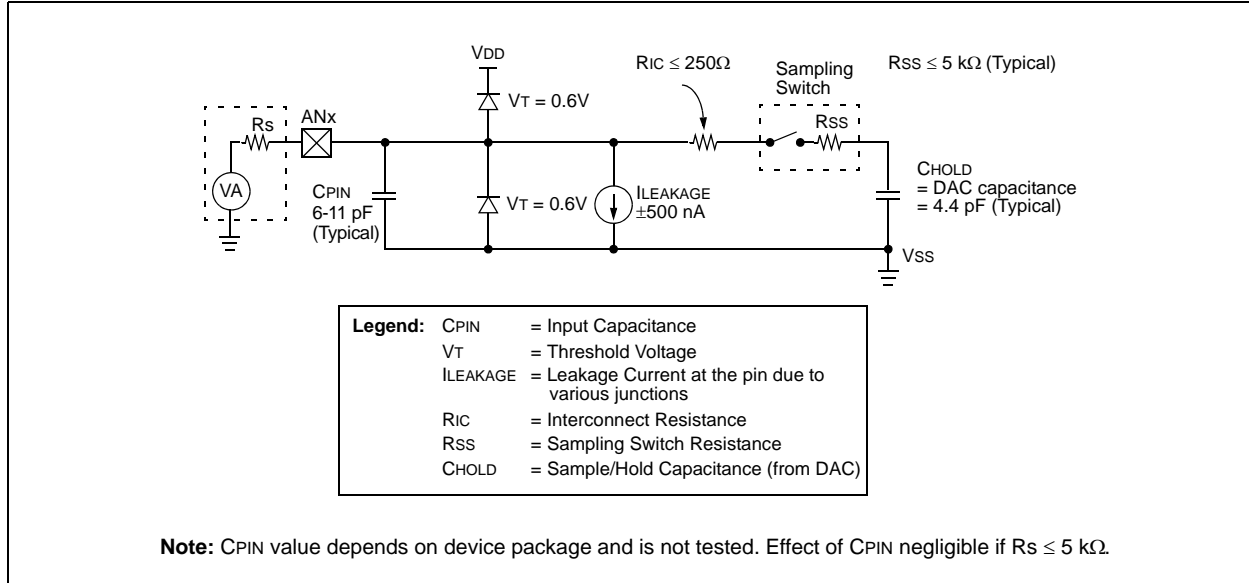 VDD
RIC ≤ 250Ω
Sampling
Switch
RSS ≤ 5 kΩ (Typical)
VT = 0.6V
Rs
ANx
RSS
VA
CPIN
6-11 pF
(Typical)
VT = 0.6V
ILEAKAGE
±500 nA
CHOLD
= DAC capacitance
= 4.4 pF (Typical)
VSS
Legend: CPIN = Input Capacitance
VT = Threshold Voltage
ILEAKAGE = Leakage Current at the pin due to
various junctions
RIC = Interconnect Resistance
RSS = Sampling Switch Resistance
CHOLD = Sample/Hold Capacitance (from DAC)
Note: CPIN value depends on device package and is not tested. Effect of CPIN negligible if Rs ≤ 5 kΩ.